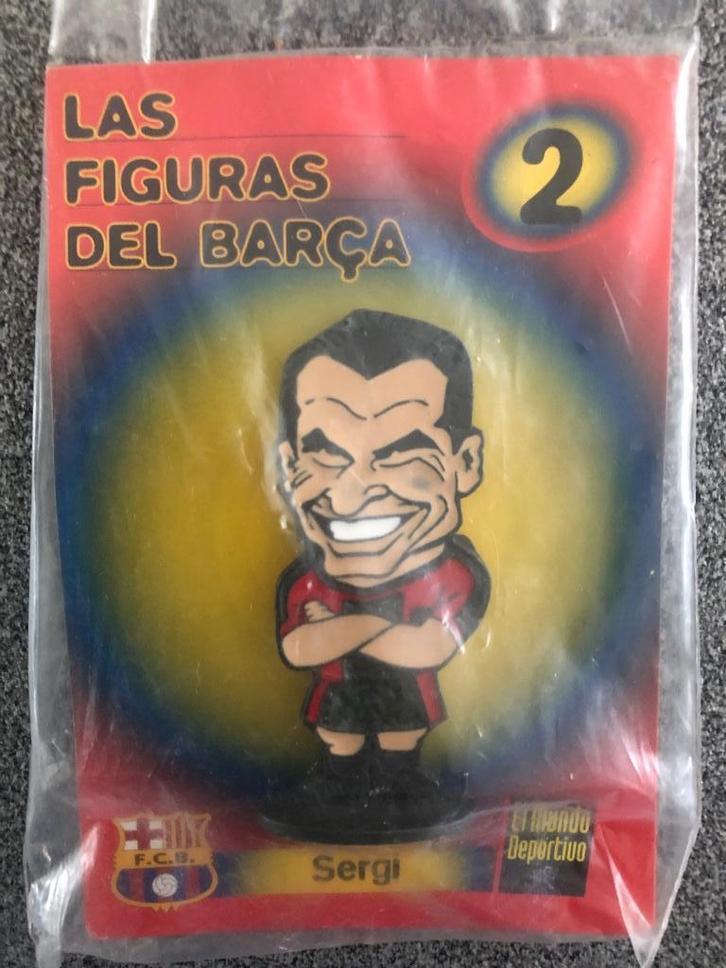 LAS
FIGURAS
DEL BARÇA
2
F.C.B.
Sergi
El Mundo
Deportivo